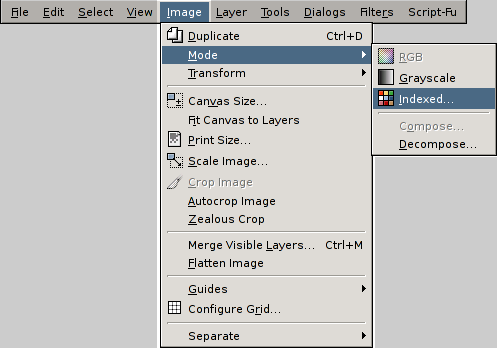 File Edit Select View Image Layer Tools Dialogs Filters Script-Fu
Duplicate Ctrl+D
Mode
Transform
Canvas Size...
Fit Canvas to Layers
Print Size...
Scale Image...
Crop Image
Autocrop Image
Zealous Crop
Merge Visible Layers... Ctrl+M
Flatten Image
Guides
Configure Grid...
Separate
RGB
Grayscale
Indexed...
Compose...
Decompose...